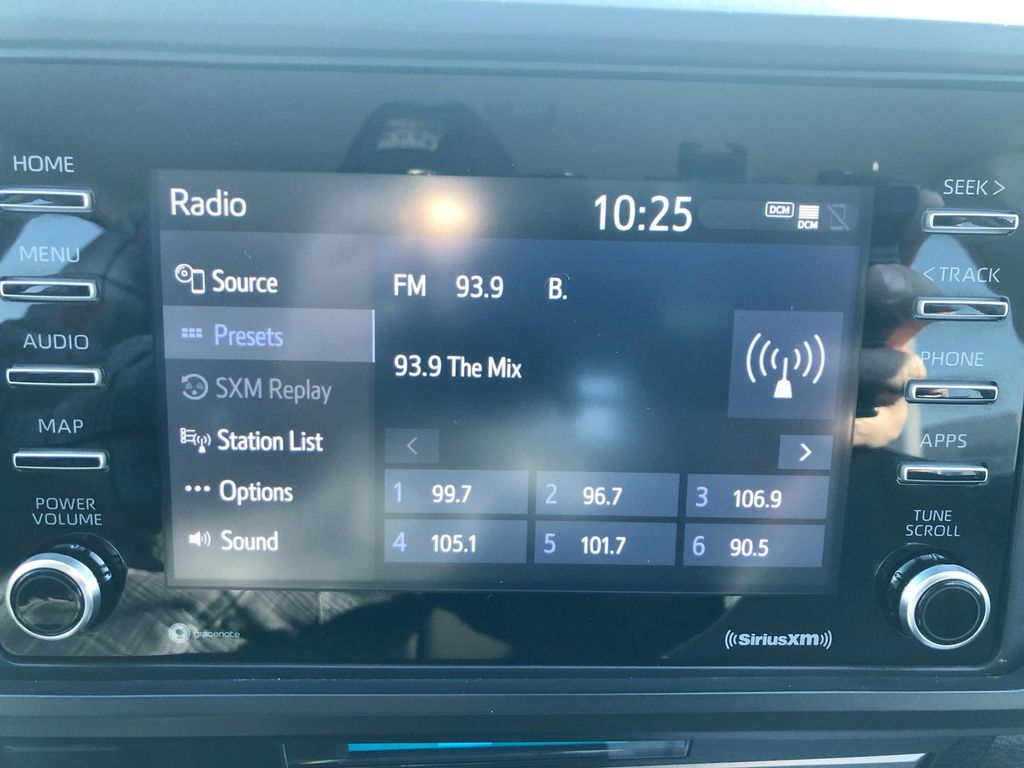 HOME
MENU
AUDIO
MAP
POWER
VOLUME
Radio
10:25
DCM
DCM
Source
Presets
SXM Replay
Station List
Options
Sound
FM 93.9 B.
93.9 The Mix
<
>
1 99.7
2 96.7
3 106.9
4 105.1
5 101.7
6 90.5
gracenote
((SiriusXM))
SEEK >
< TRACK
PHONE
APPS
TUNE
SCROLL